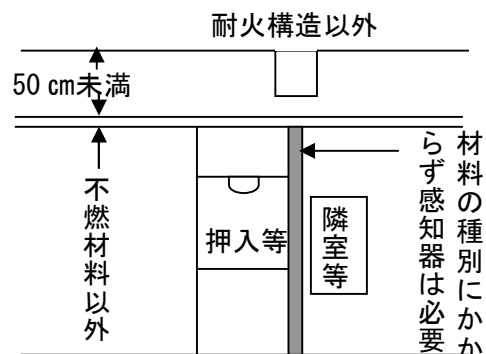 耐火構造以外
50 ㎝未満
不燃材料以外
押入等
隣室等
材料の種別にかか
らず感知器は必要